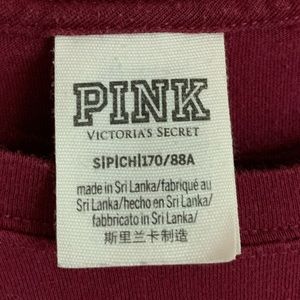 PINK
VICTORIA'S SECRET
S|P|CH|170/88A
made in Sri Lanka/fabriqué au
Sri Lanka/hecho en Sri Lanka/
fabbricato in Sri Lanka/
斯里兰卡制造